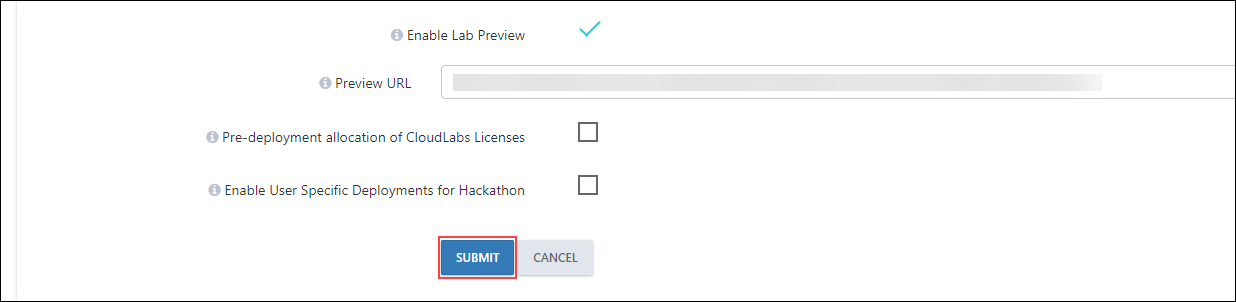 Enable Lab Preview
Preview URL
Pre-deployment allocation of CloudLabs Licenses
Enable User Specific Deployments for Hackathon
SUBMIT CANCEL